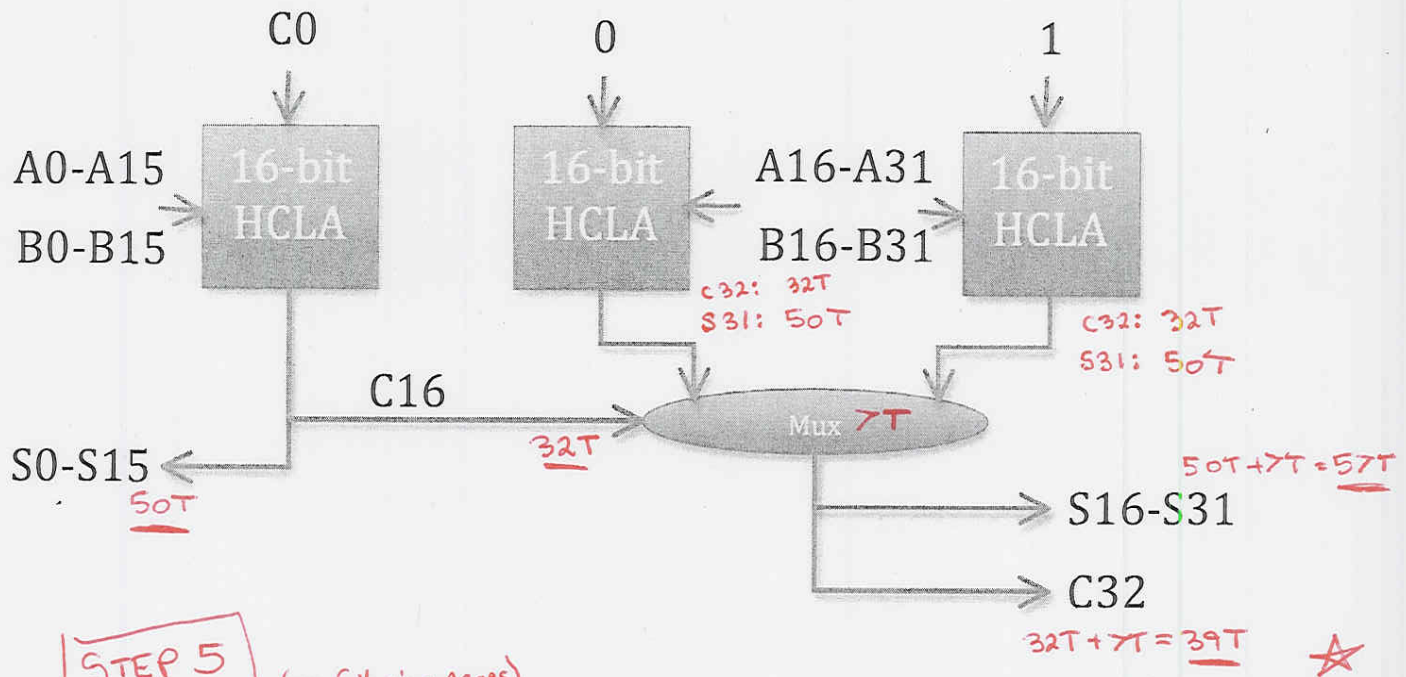 C0
0
1
A0-A15
B0-B15
16-bit
HCLA
16-bit
HCLA
A16-A31
B16-B31
16-bit
HCLA
C32: 32T
S31: 50T
C32: 32T
S31: 50T
C16
32T
Mux 7T
S0-S15
50T
50T+7T=57T
S16-S31
C32
32T+7T=39T
STEP 5